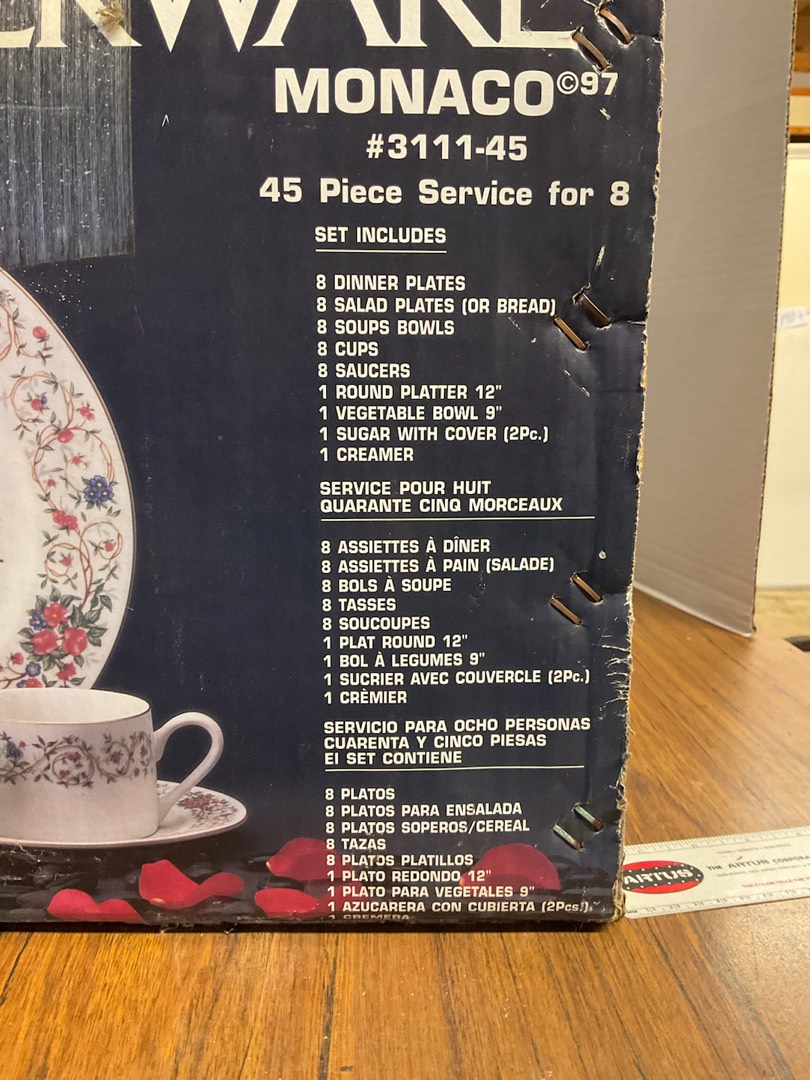 MONACO©97
#3111-45
45 Piece Service for 8
SET INCLUDES
8 DINNER PLATES
8 SALAD PLATES (OR BREAD)
8 SOUPS BOWLS
8 CUPS
8 SAUCERS
1 ROUND PLATTER 12"
1 VEGETABLE BOWL 9"
1 SUGAR WITH COVER (2Pc.)
1 CREAMER
SERVICE POUR HUIT
QUARANTE CINQ MORCEAUX
8 ASSIETTES À DÎNER
8 ASSIETTES À PAIN (SALADE)
8 BOLS À SOUPE
8 TASSES
8 SOUCOUPES
1 PLAT ROUND 12"
1 BOL À LEGUMES 9"
1 SUCRIER AVEC COUVERCLE (2Pc.)
1 CRÈMIER
SERVICIO PARA OCHO PERSONAS
CUARENTA Y CINCO PIESAS
El SET CONTIENE
8 PLATOS
8 PLATOS PARA ENSALADA
8 PLATOS SOPEROS/CEREAL
8 TAZAS
8 PLATOS PLATILLOS
1 PLATO REDONDO 12"
1 PLATO PARA VEGETALES 9"
1 AZUCARERA CON CUBIERTA (2Pcs.)
1 CREMERA
ARTUS
THE ARTUS CORPORA